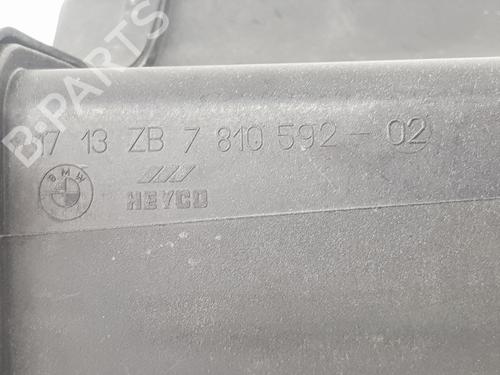 B-PARTS
17 13 ZB 7 810 592-02
BMW
HEYCO